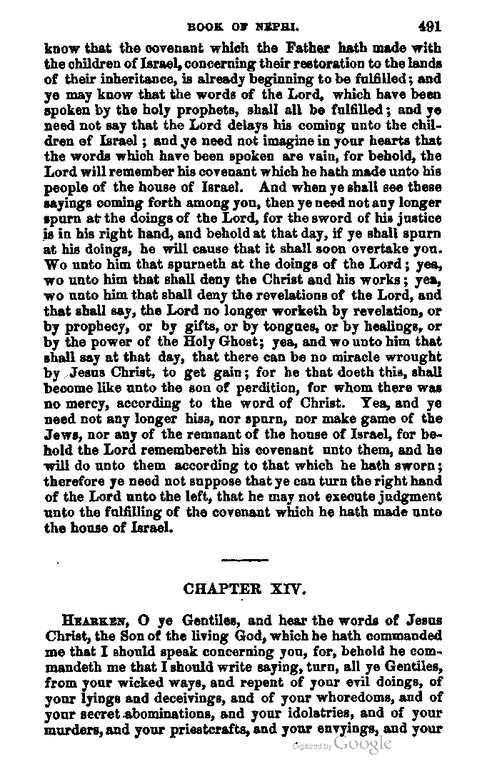 BOOK OF NEPHI. 491
know that the covenant which the Father hath made with
the children of Israel, concerning their restoration to the lands
of their inheritance, is already beginning to be fulfilled; and
ye may know that the words of the Lord, which have been
spoken by the holy prophets, shall all be fulfilled; and ye
need not say that the Lord delays his coming unto the chil-
dren of Israel; and ye need not imagine in your hearts that
the words which have been spoken are vain, for behold, the
Lord will remember his covenant which he hath made unto his
people of the house of Israel. And when ye shall see these
sayings coming forth among you, then ye need not any longer
spurn at the doings of the Lord, for the sword of his justice
is in his right hand, and behold at that day, if ye shall spurn
at his doings, he will cause that it shall soon overtake you.
Wo unto him that spurneth at the doings of the Lord; yea,
wo unto him that shall deny the Christ and his works; yea,
wo unto him that shall deny the revelations of the Lord, and
that shall say, the Lord no longer worketh by revelation, or
by prophecy, or by gifts, or by tongues, or by healings, or
by the power of the Holy Ghost; yea, and wo unto him that
shall say at that day, that there can be no miracle wrought
by Jesus Christ, to get gain; for he that doeth this, shall
become like unto the son of perdition, for whom there was
no mercy, according to the word of Christ. Yea, and ye
need not any longer hiss, nor spurn, nor make game of the
Jews, nor any of the remnant of the house of Israel, for be-
hold the Lord remembereth his covenant unto them, and he
will do unto them according to that which he hath sworn;
therefore ye need not suppose that ye can turn the right hand
of the Lord unto the left, that he may not execute judgment
unto the fulfilling of the covenant which he hath made unto
the house of Israel.
CHAPTER XIV.
HEARKEN, O ye Gentiles, and hear the words of Jesus
Christ, the Son of the living God, which he hath commanded
me that I should speak concerning you, for, behold he com-
mandeth me that I should write saying, turn, all ye Gentiles,
from your wicked ways, and repent of your evil doings, of
your lyings and deceivings, and of your whoredoms, and of
your secret abominations, and your idolatries, and of your
murders, and your priestcrafts, and your envyings, and your
Digitized by Google